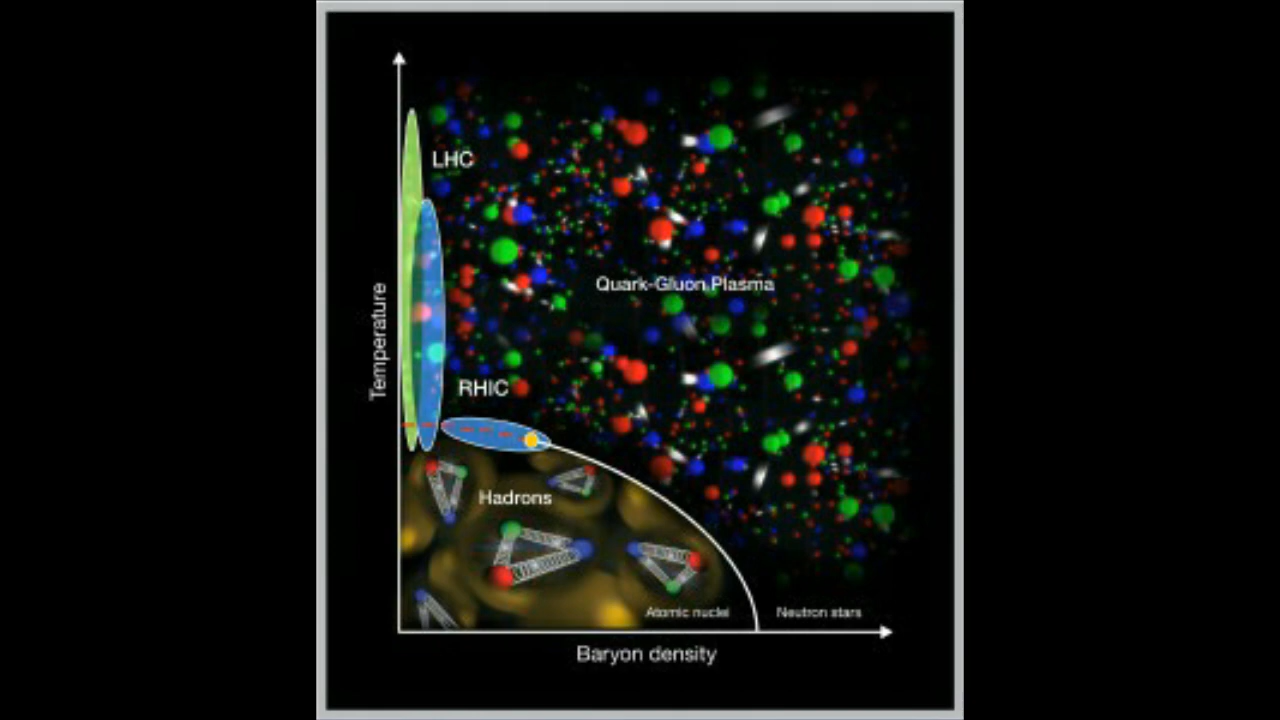 LHC
Quark-Gluon Plasma
Temperature
RHIC
Hadrons
Atomic nuclei
Neutron stars
Baryon density